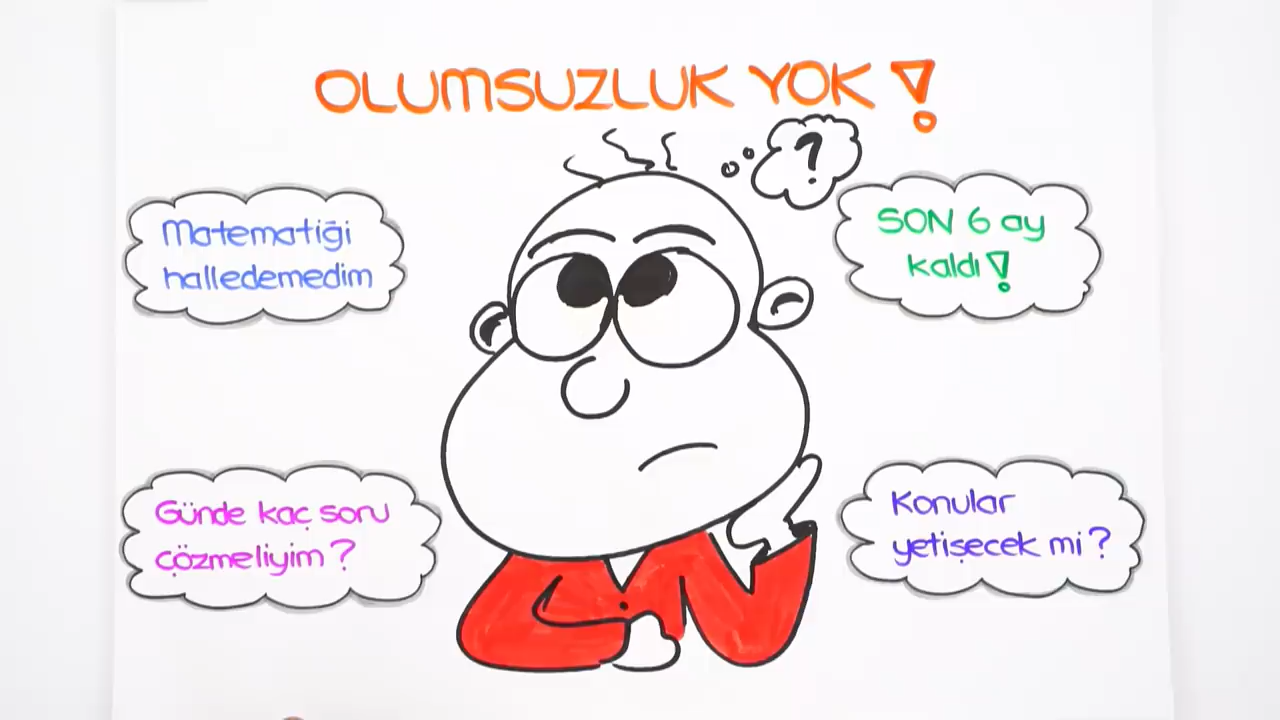 OLUMSUZLUK YOK !
?
Matematiği
halledemedim
SON 6 ay
kaldı !
Günde kaç soru
çözmeliyim ?
Konular
yetişecek mi ?